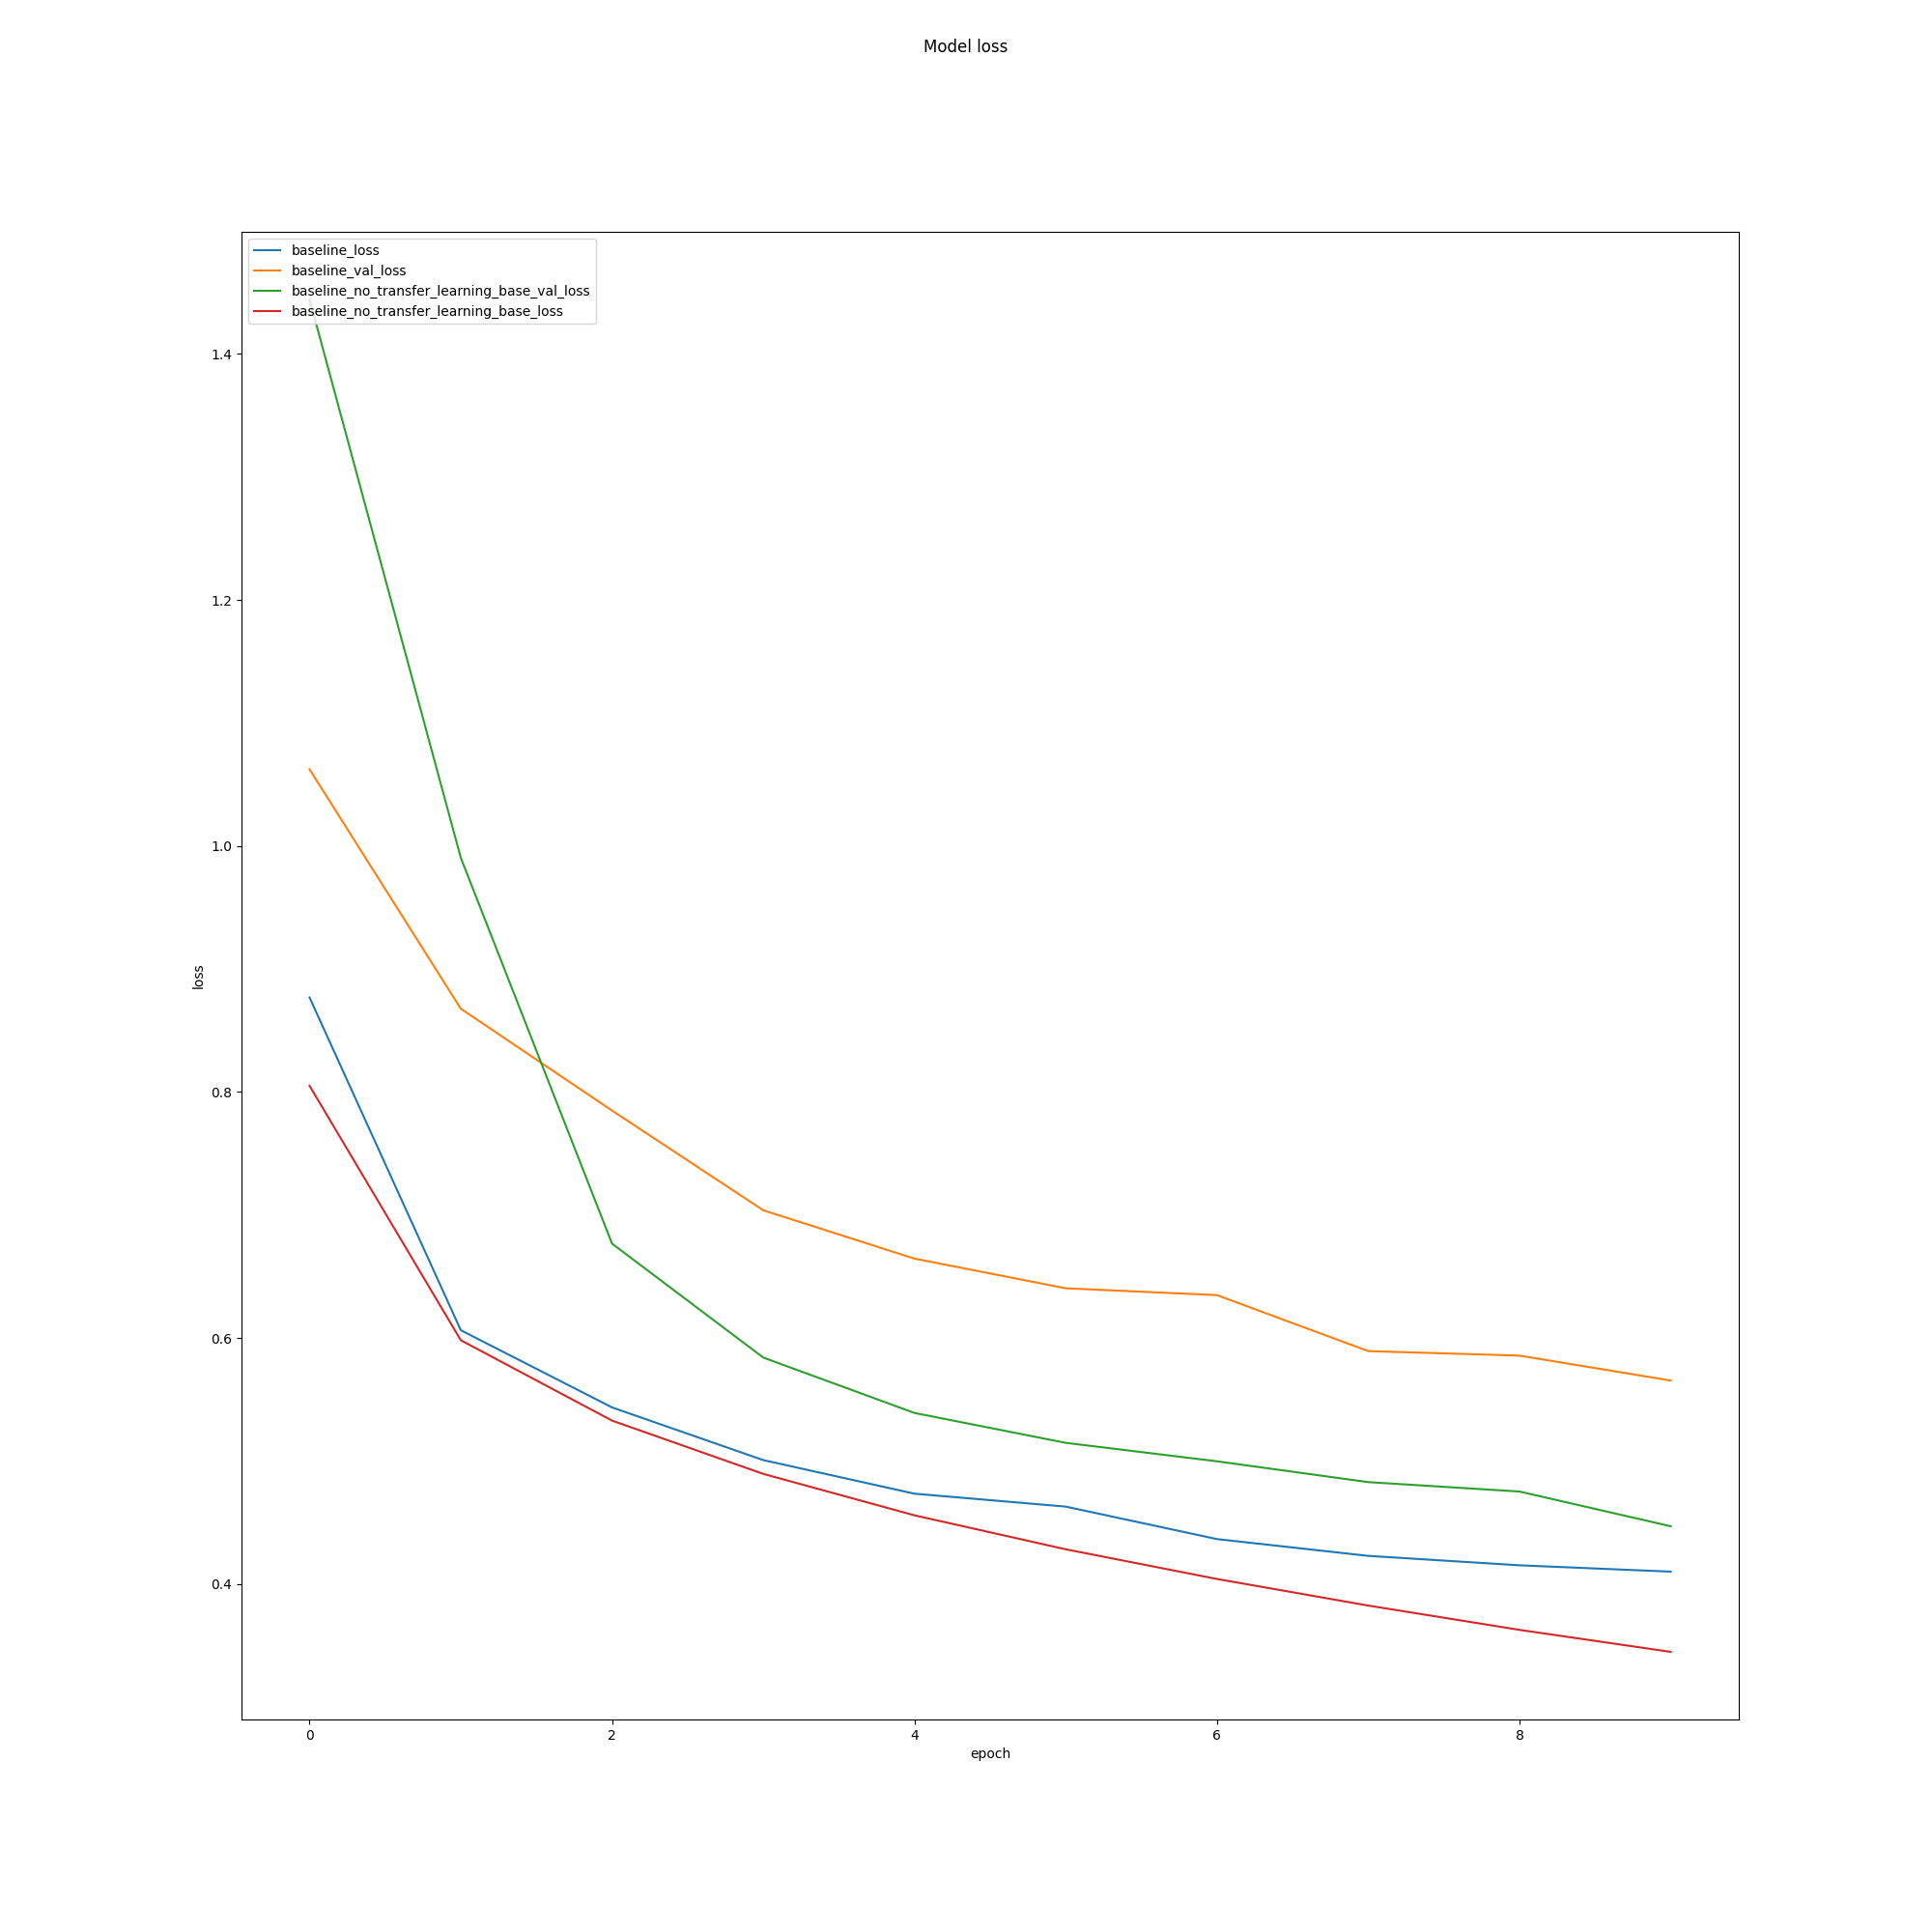 Model loss
baseline_loss
baseline_val_loss
baseline_no_transfer_learning_base_val_loss
baseline_no_transfer_learning_base_loss
1.4
1.2
1.0
0.8
0.6
0.4
loss
0 2 4 6 8
epoch